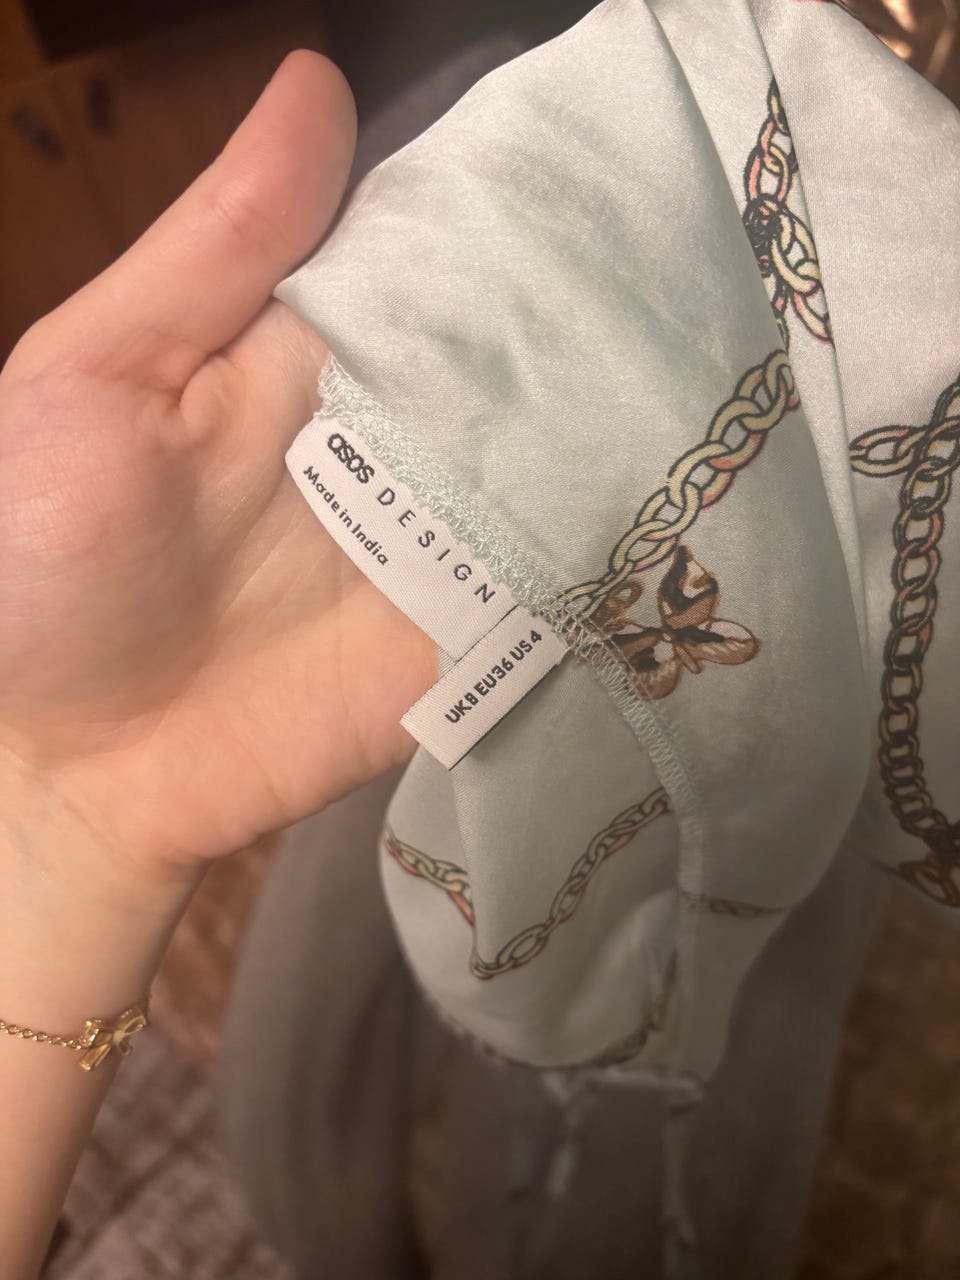 asos DESIGN
Made in India
UK8 EU36 US4